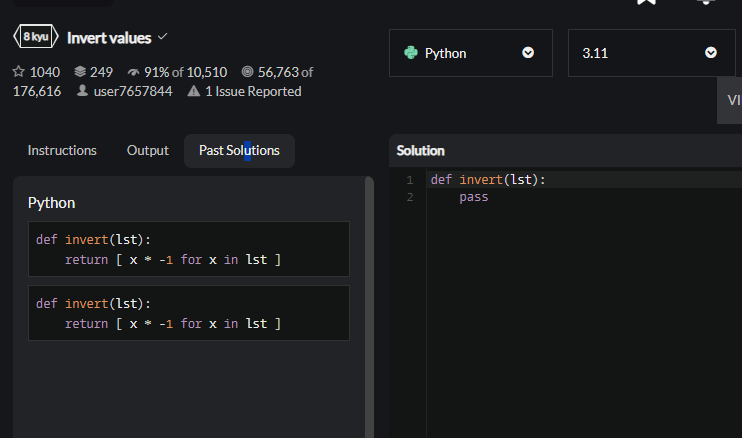 8 kyu Invert values
1040 249 91% of 10,510 56,763 of
176,616 user7657844 1 Issue Reported
Python
3.11
VI
Instructions Output Past Solutions
Python
def invert(lst):
    return [ x * -1 for x in lst ]
def invert(lst):
    return [ x * -1 for x in lst ]
Solution
1 def invert(lst):
2     pass